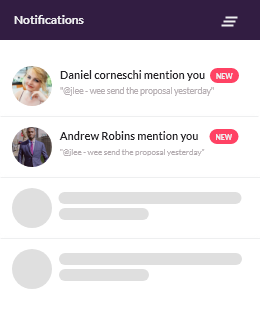 Notifications
Daniel corneschi mention you NEW
"@jlee - wee send the proposal yesterday"
Andrew Robins mention you NEW
"@jlee - wee send the proposal yesterday"